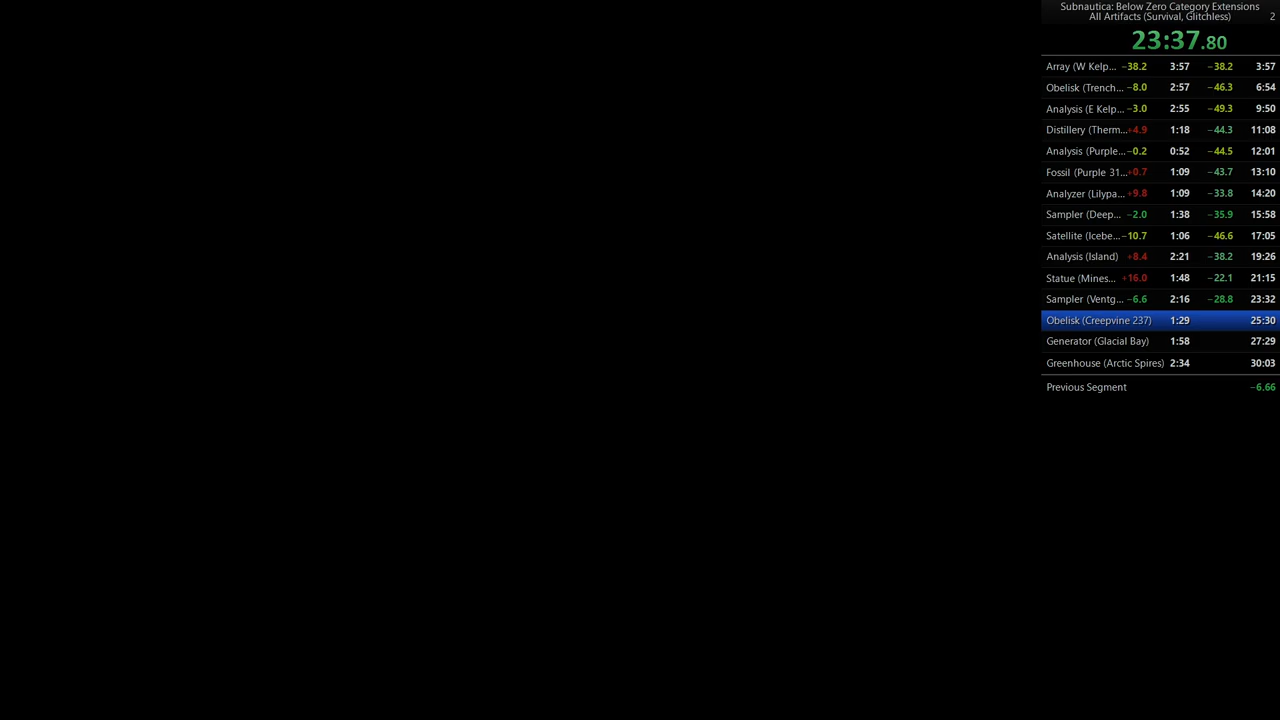 Subnautica: Below Zero Category Extensions
All Artifacts (Survival, Glitchless) 2
23:37.80
Array (W Kelp... −38.2 3:57 −38.2 3:57
Obelisk (Trench... −8.0 2:57 −46.3 6:54
Analysis (E Kelp... −3.0 2:55 −49.3 9:50
Distillery (Therm... +4.9 1:18 −44.3 11:08
Analysis (Purple... −0.2 0:52 −44.5 12:01
Fossil (Purple 31... +0.7 1:09 −43.7 13:10
Analyzer (Lilypa... +9.8 1:09 −33.8 14:20
Sampler (Deep... −2.0 1:38 −35.9 15:58
Satellite (Icebe... −10.7 1:06 −46.6 17:05
Analysis (Island) +8.4 2:21 −38.2 19:26
Statue (Mines... +16.0 1:48 −22.1 21:15
Sampler (Ventg... −6.6 2:16 −28.8 23:32
Obelisk (Creepvine 237) 1:29 25:30
Generator (Glacial Bay) 1:58 27:29
Greenhouse (Arctic Spires) 2:34 30:03
Previous Segment −6.66